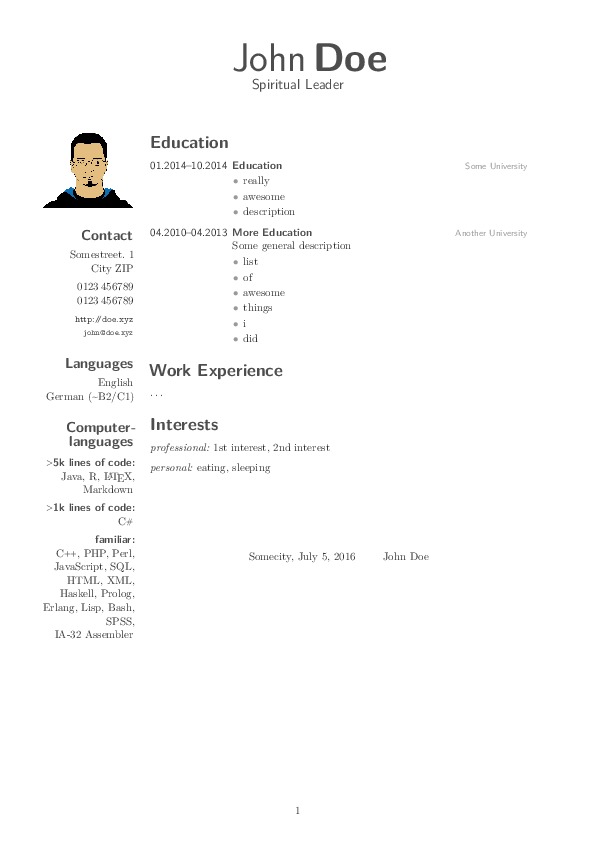 John Doe
Spiritual Leader
Contact
Somestreet. 1
City ZIP
0123 456789
0123 456789
http://doe.xyz
john@doe.xyz
Languages
English
German (~B2/C1)
Computer-
languages
>5k lines of code:
Java, R, LATEX,
Markdown
>1k lines of code:
C#
familiar:
C++, PHP, Perl,
JavaScript, SQL,
HTML, XML,
Haskell, Prolog,
Erlang, Lisp, Bash,
SPSS,
IA-32 Assembler
Education
01.2014–10.2014 Education Some University
• really
• awesome
• description
04.2010–04.2013 More Education Another University
Some general description
• list
• of
• awesome
• things
• i
• did
Work Experience
...
Interests
professional: 1st interest, 2nd interest
personal: eating, sleeping
Somecity, July 5, 2016 John Doe
1